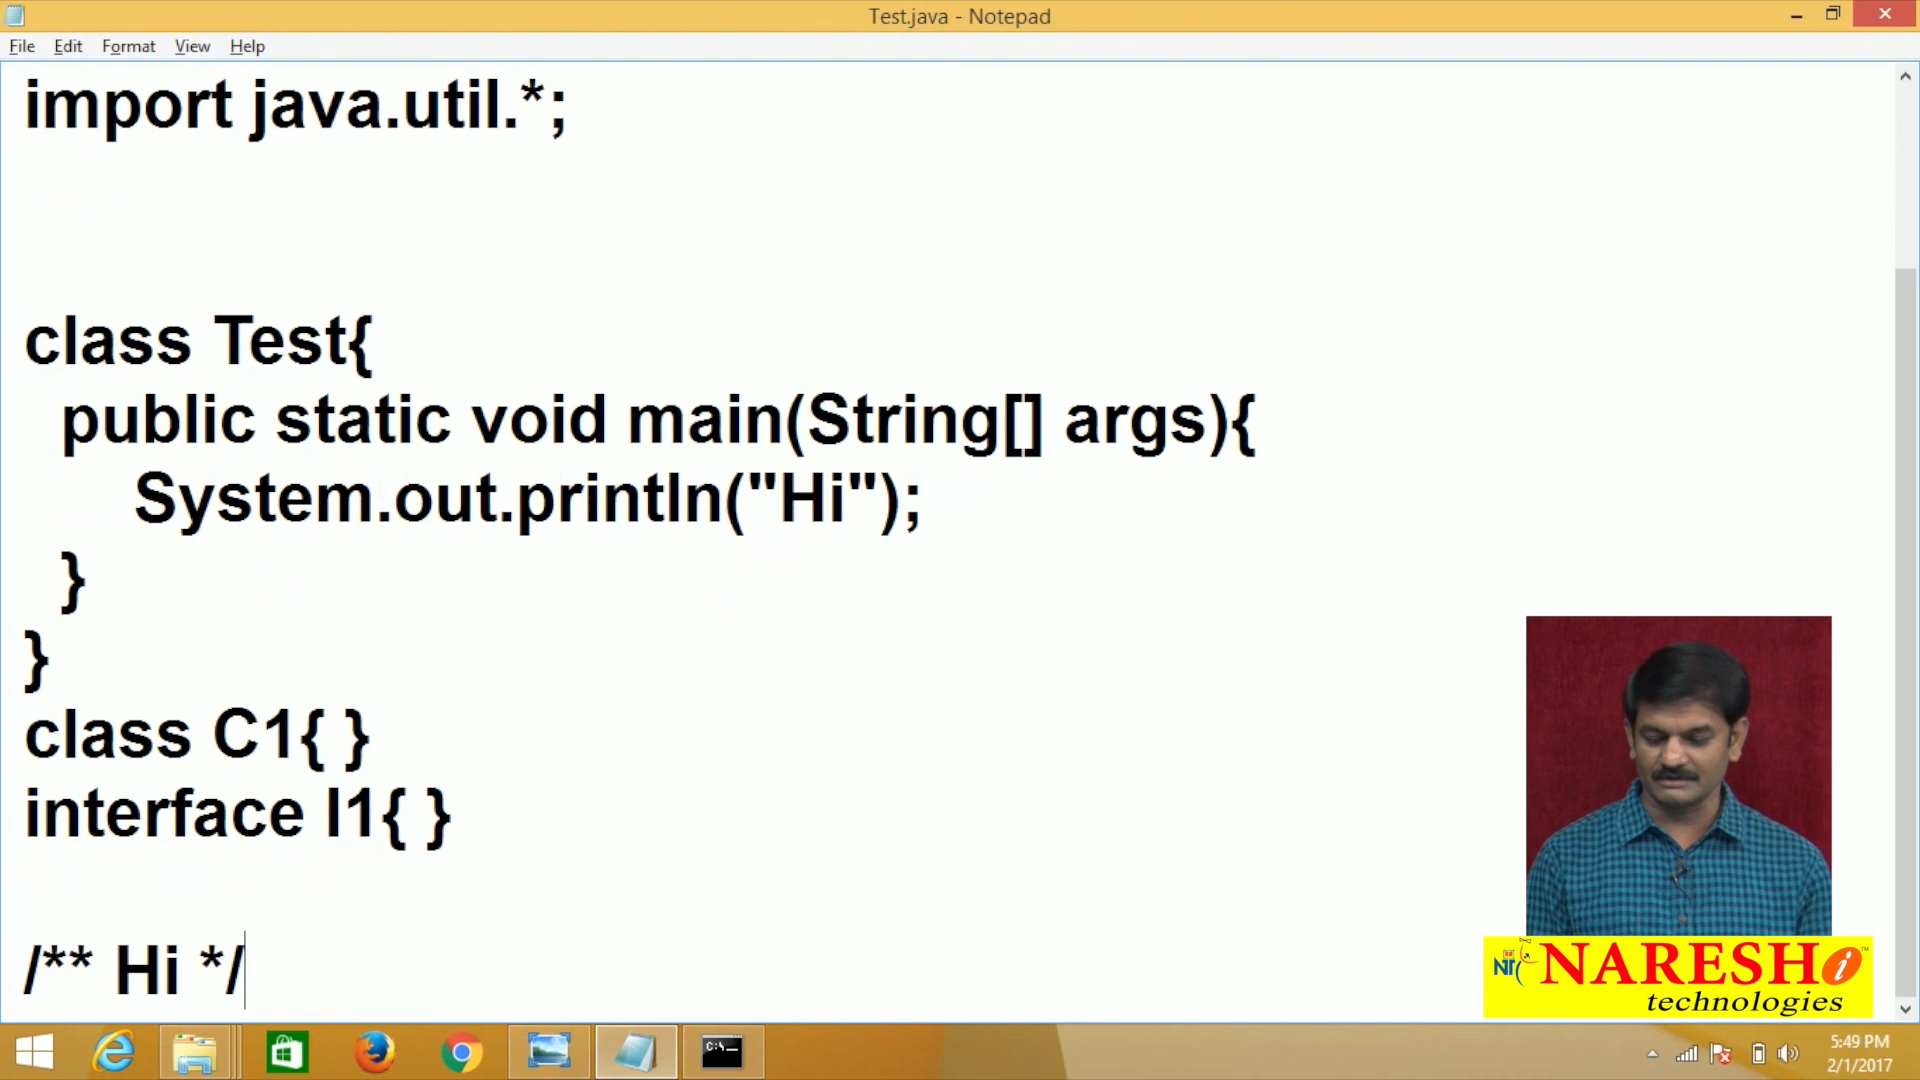 Test.java - Notepad
File Edit Format View Help
import java.util.*;
class Test{
public static void main(String[] args){
System.out.println("Hi");
}
}
class C1{ }
interface I1{ }
/** Hi */
NARESH i ™
technologies
C:\
5:49 PM
2/1/2017